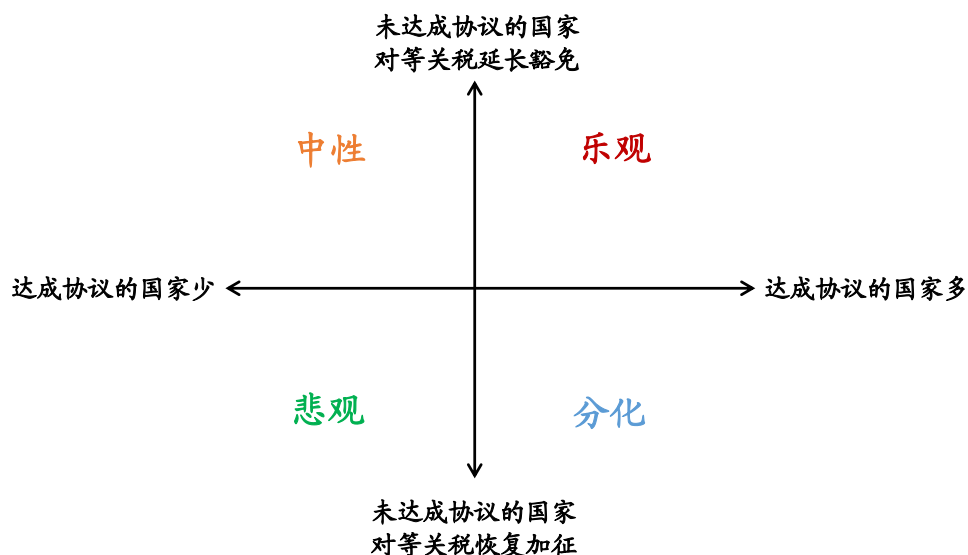 未达成协议的国家
对等关税延长豁免
中性
乐观
达成协议的国家少
达成协议的国家多
悲观
分化
未达成协议的国家
对等关税恢复加征